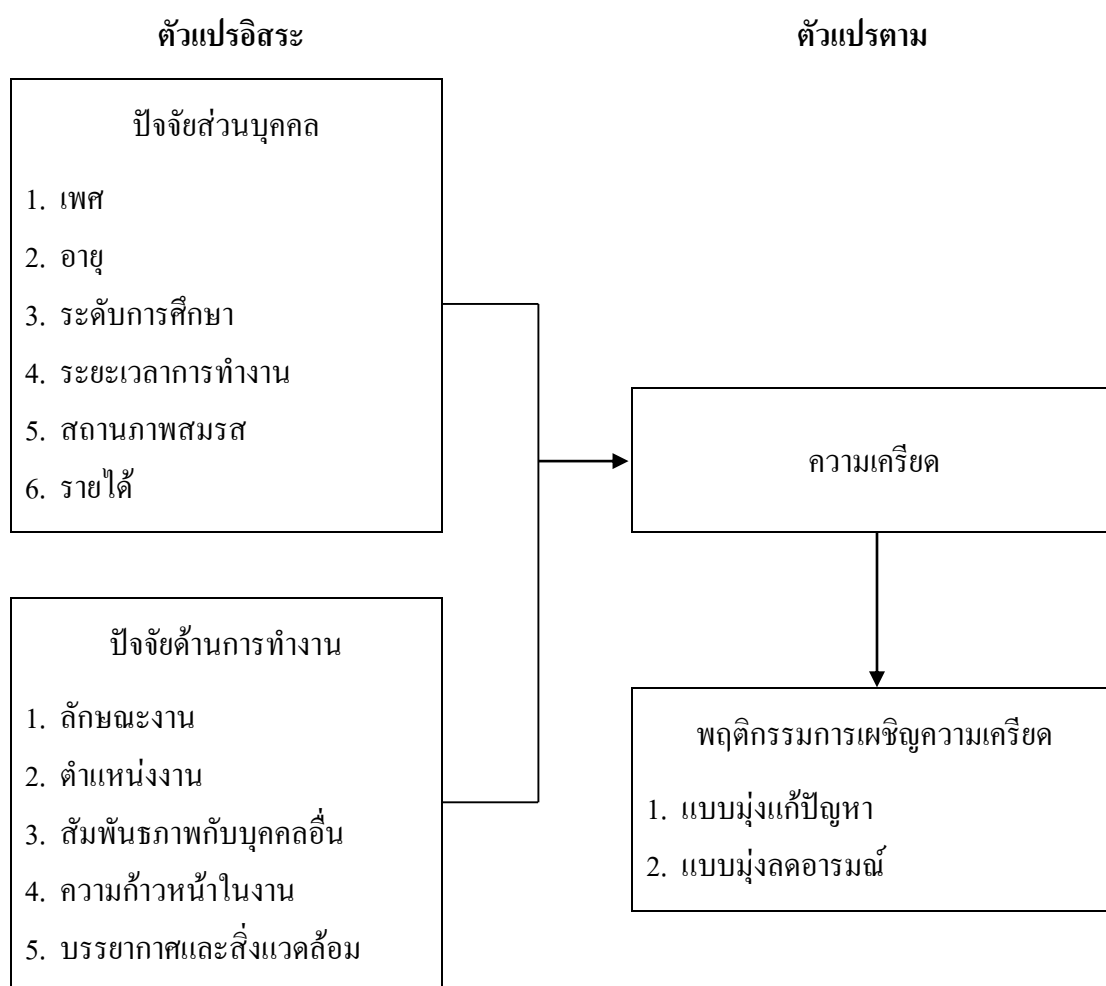 ตัวแปรอิสระ
ตัวแปรตาม
ปัจจัยส่วนบุคคล
1. เพศ
2. อายุ
3. ระดับการศึกษา
4. ระยะเวลาการทำงาน
5. สถานภาพสมรส
6. รายได้
ความเครียด
ปัจจัยด้านการทำงาน
1. ลักษณะงาน
2. ตำแหน่งงาน
3. สัมพันธภาพกับบุคคลอื่น
4. ความก้าวหน้าในงาน
5. บรรยากาศและสิ่งแวดล้อม
พฤติกรรมการเผชิญความเครียด
1. แบบมุ่งแก้ปัญหา
2. แบบมุ่งลดอารมณ์